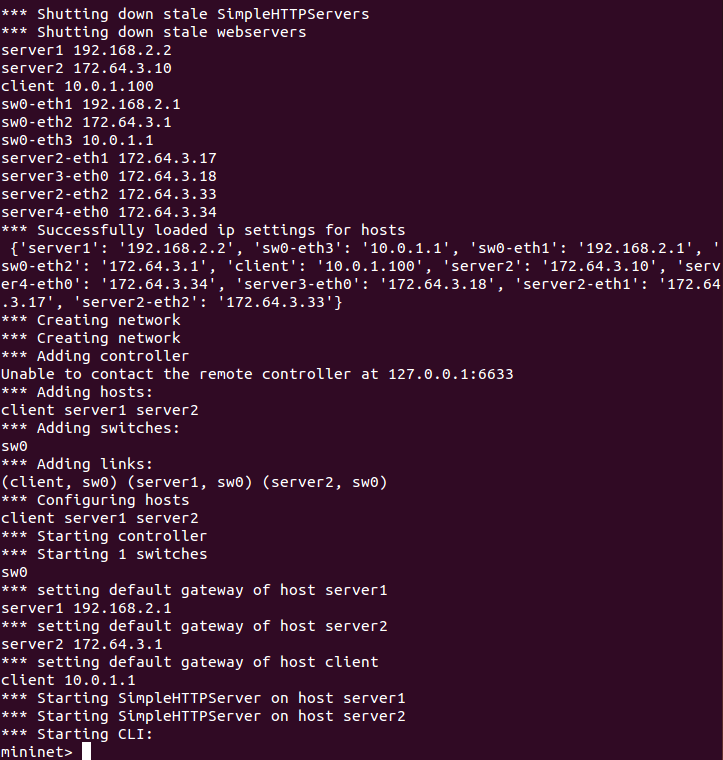 *** Shutting down stale SimpleHTTPServers
*** Shutting down stale webservers
server1 192.168.2.2
server2 172.64.3.10
client 10.0.1.100
sw0-eth1 192.168.2.1
sw0-eth2 172.64.3.1
sw0-eth3 10.0.1.1
server2-eth1 172.64.3.17
server3-eth0 172.64.3.18
server2-eth2 172.64.3.33
server4-eth0 172.64.3.34
*** Successfully loaded ip settings for hosts
 {'server1': '192.168.2.2', 'sw0-eth3': '10.0.1.1', 'sw0-eth1': '192.168.2.1', '
sw0-eth2': '172.64.3.1', 'client': '10.0.1.100', 'server2': '172.64.3.10', 'serv
er4-eth0': '172.64.3.34', 'server3-eth0': '172.64.3.18', 'server2-eth1': '172.64
.3.17', 'server2-eth2': '172.64.3.33'}
*** Creating network
*** Creating network
*** Adding controller
Unable to contact the remote controller at 127.0.0.1:6633
*** Adding hosts:
client server1 server2
*** Adding switches:
sw0
*** Adding links:
(client, sw0) (server1, sw0) (server2, sw0)
*** Configuring hosts
client server1 server2
*** Starting controller
*** Starting 1 switches
sw0
*** setting default gateway of host server1
server1 192.168.2.1
*** setting default gateway of host server2
server2 172.64.3.1
*** setting default gateway of host client
client 10.0.1.1
*** Starting SimpleHTTPServer on host server1
*** Starting SimpleHTTPServer on host server2
*** Starting CLI:
mininet>